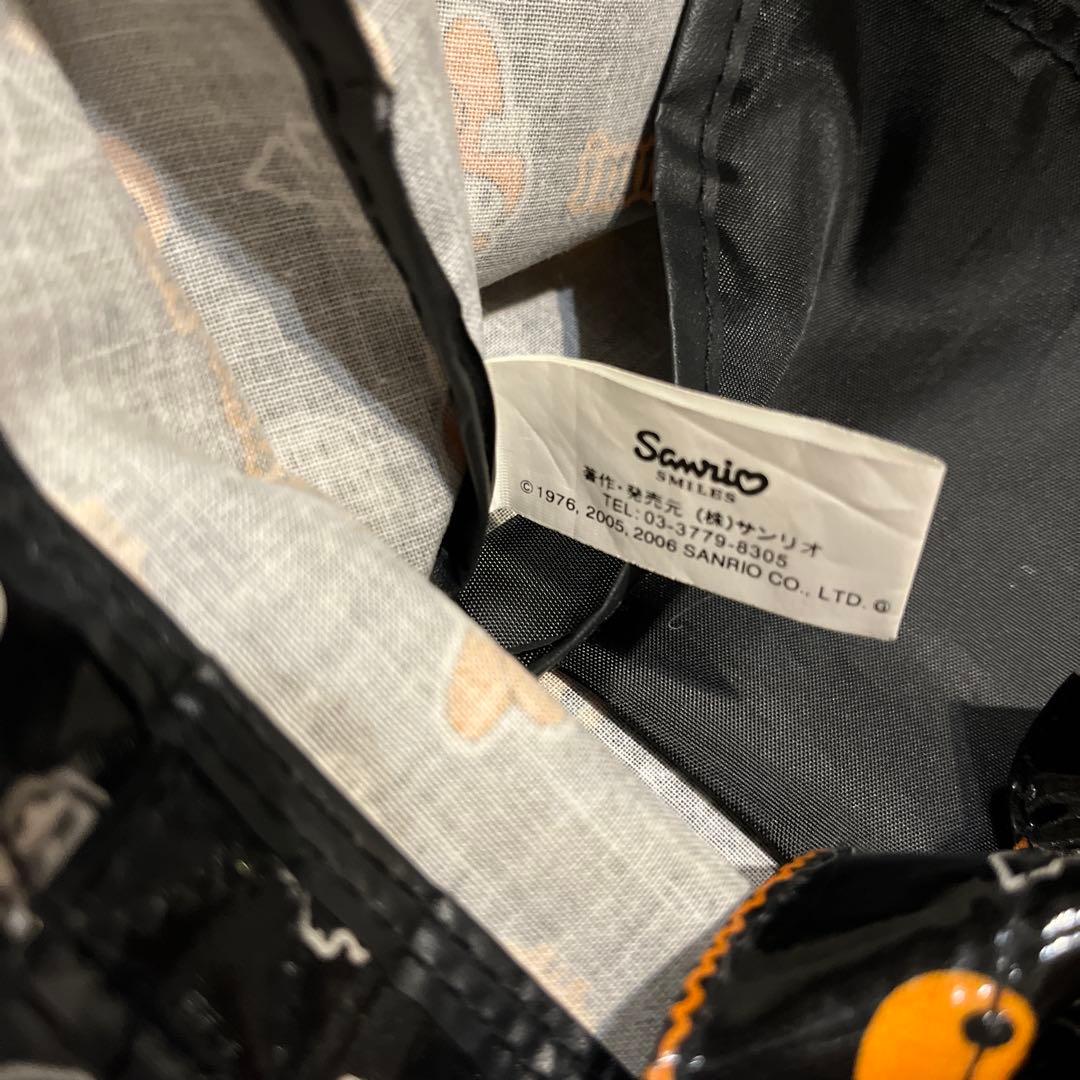 Sanrio
SMILES
著作・発売元 (株)サンリオ
TEL: 03-3779-8305
©1976, 2005, 2006 SANRIO CO., LTD. ⓐ